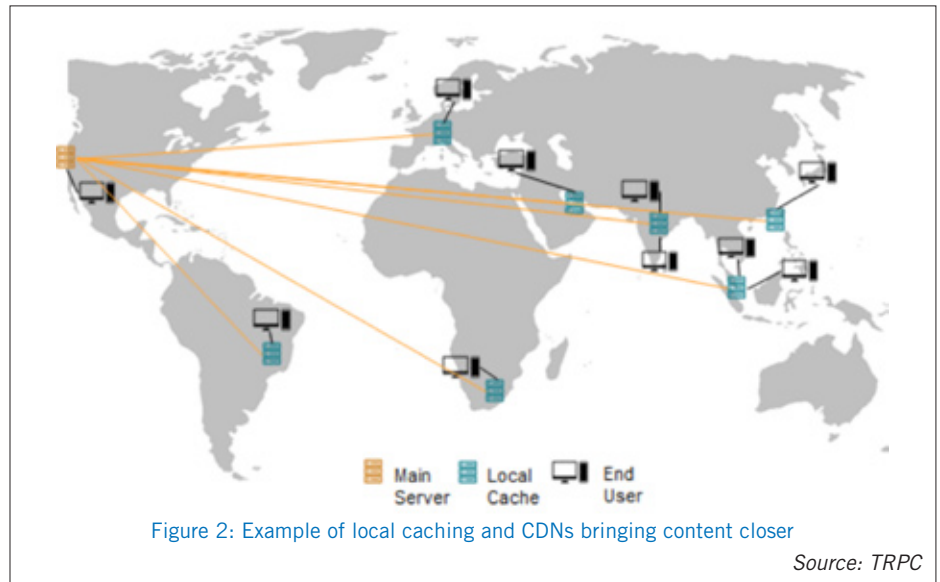 Main
Server
Local
Cache
End
User
Figure 2: Example of local caching and CDNs bringing content closer
Source: TRPC